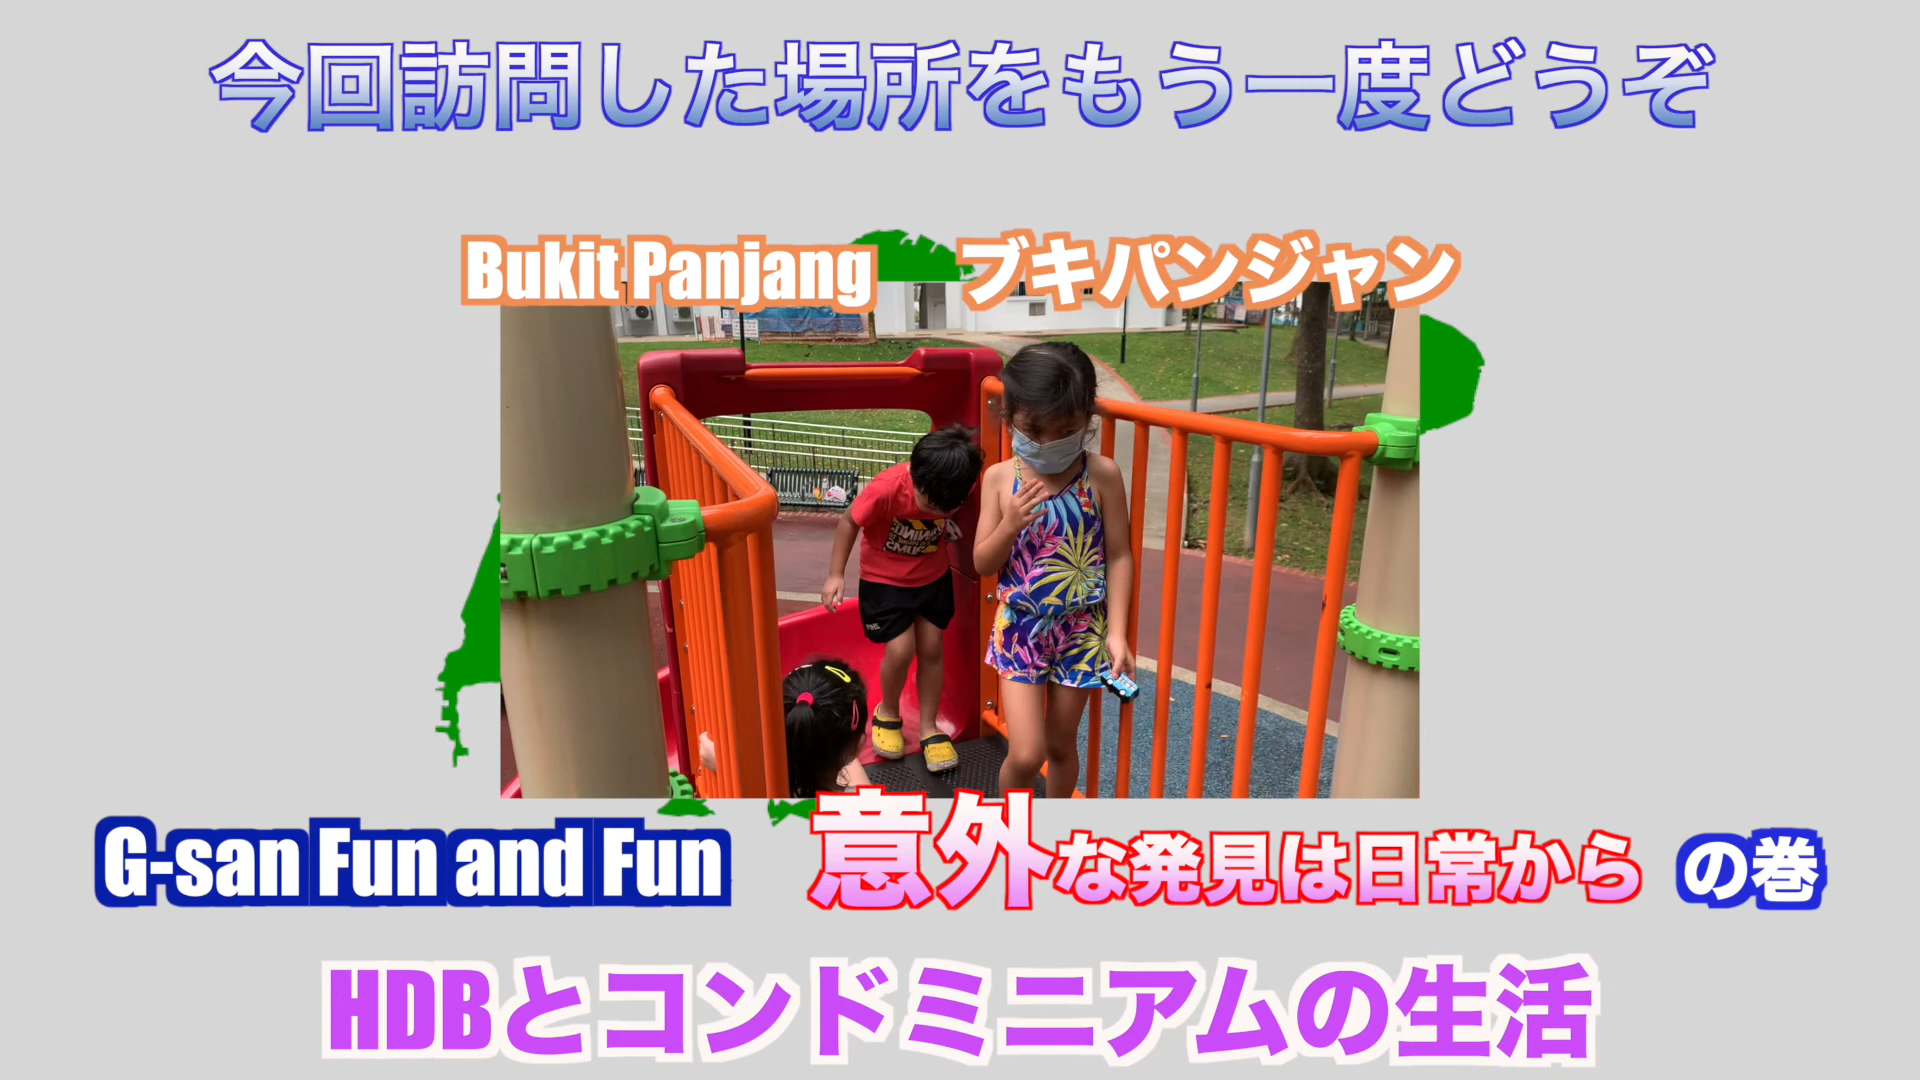 今回訪問した場所をもう一度どうぞ
Bukit Panjang ブキパンジャン
G-san Fun and Fun 意外な発見は日常から の巻
HDBとコンドミニアムの生活